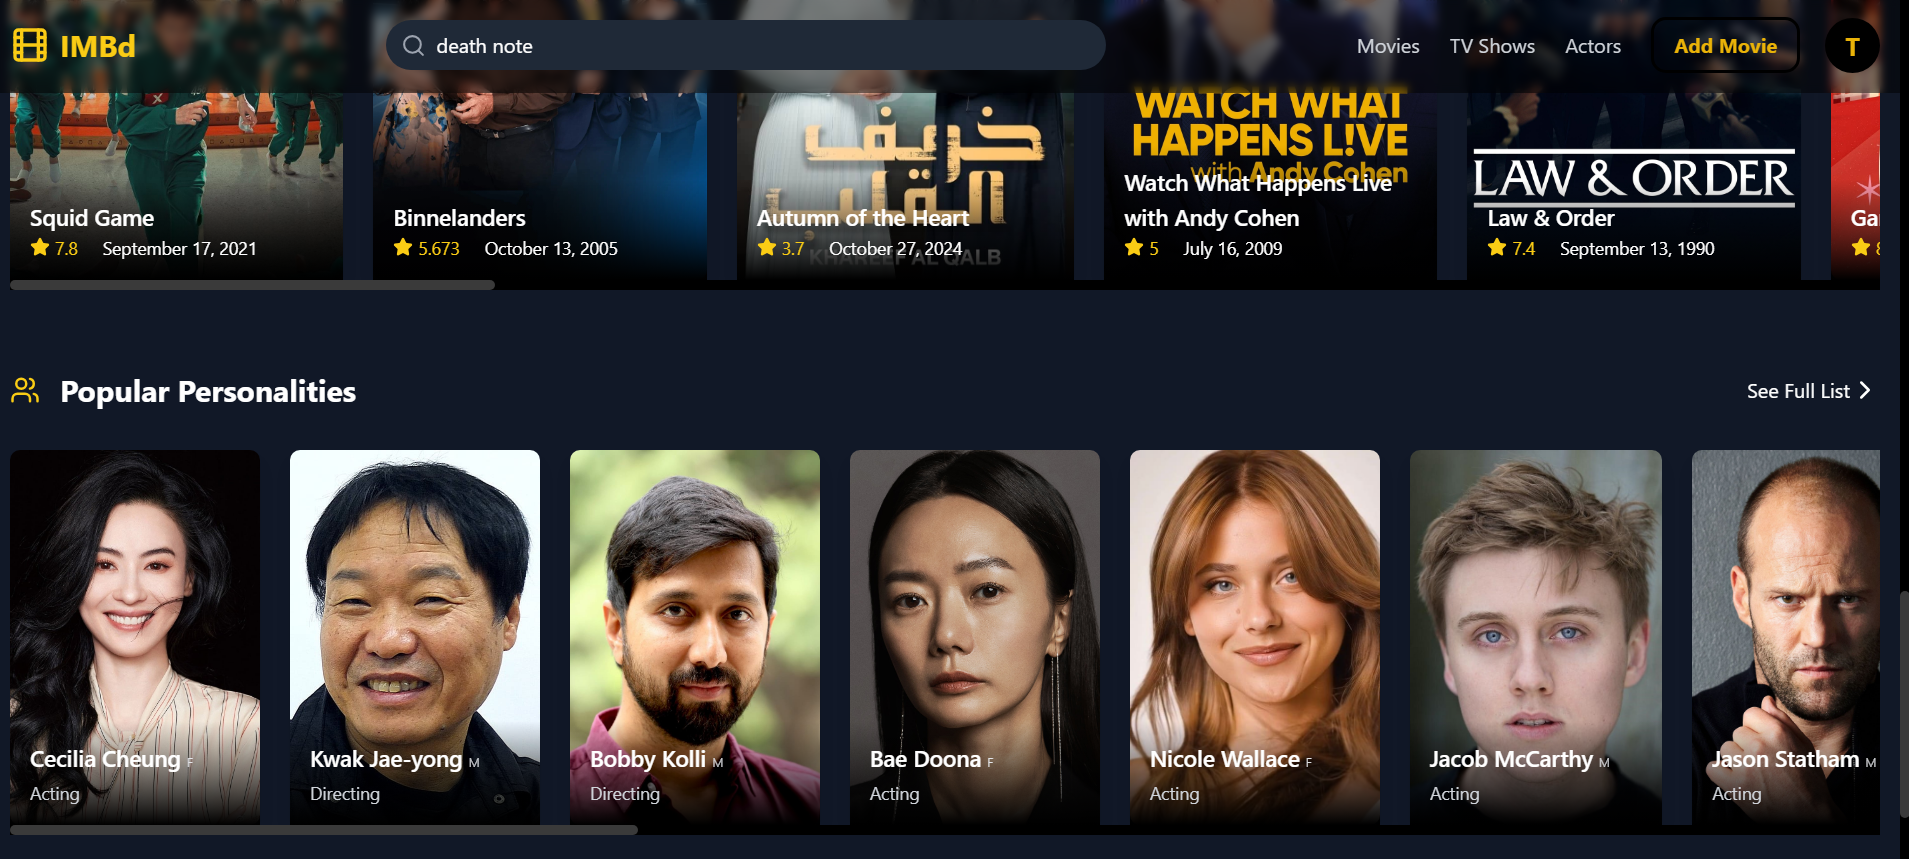 IMBd
death note
Movies
TV Shows
Actors
Add Movie
T
Squid Game
7.8 September 17, 2021
Binnelanders
5.673 October 13, 2005
خريف
القلب
Autumn of the Heart
3.7 October 27, 2024
KHAREEF AL QALB
WATCH WHAT
HAPPENS L!VE
with Andy Cohen
Watch What Happens Live
with Andy Cohen
5 July 16, 2009
LAW & ORDER
Law & Order
7.4 September 13, 1990
Popular Personalities
See Full List
Cecilia Cheung F
Acting
Kwak Jae-yong M
Directing
Bobby Kolli M
Directing
Bae Doona F
Acting
Nicole Wallace F
Acting
Jacob McCarthy M
Acting
Jason Statham M
Acting